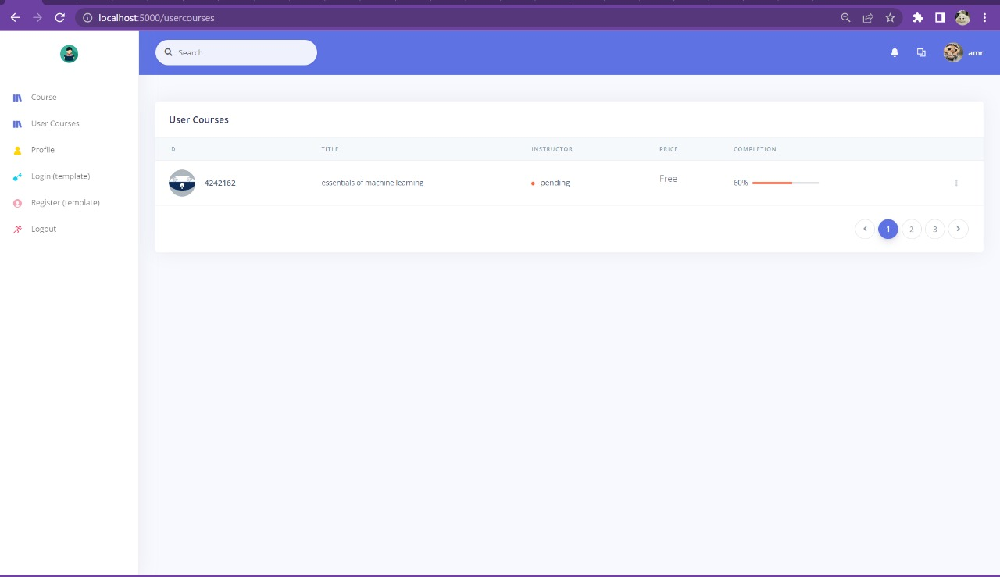 localhost:5000/usercourses
Search
amr
Course
User Courses
Profile
Login (template)
Register (template)
Logout
User Courses
ID TITLE INSTRUCTOR PRICE COMPLETION
4242162 essentials of machine learning pending Free 60%
1 2 3